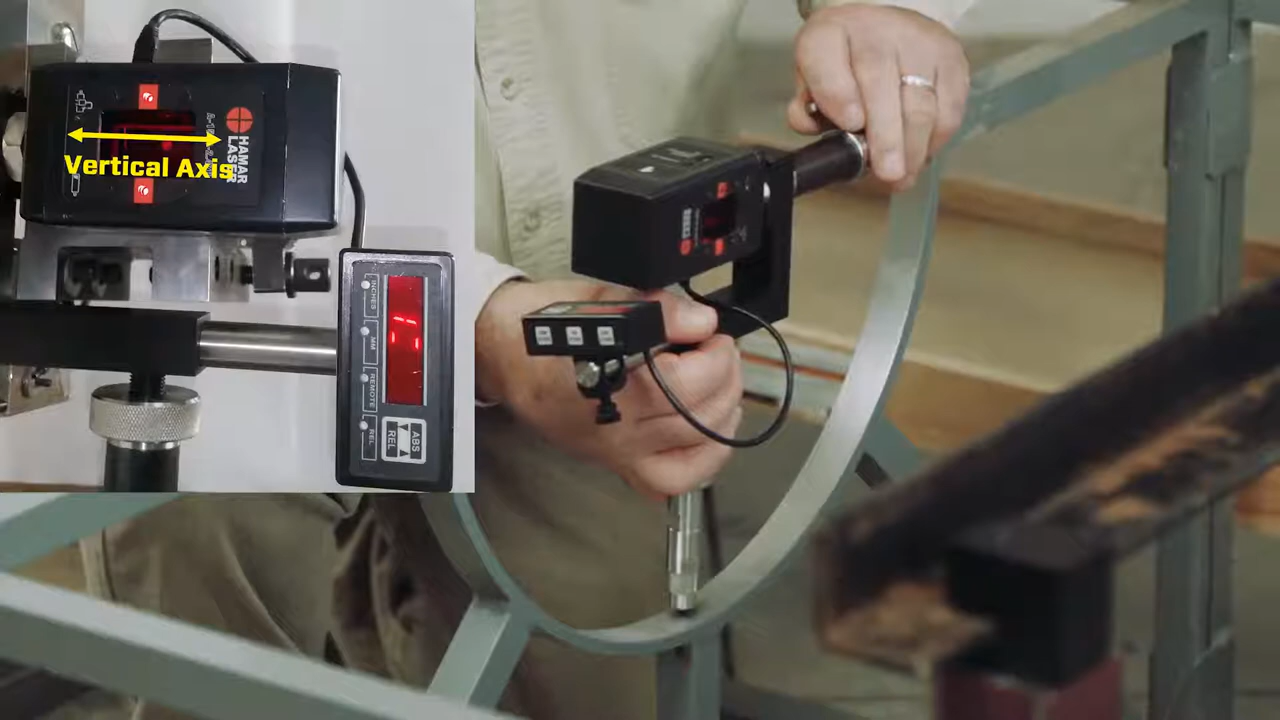 Vertical Axis
HAMAR
LASER
INCHES
MM
REMOTE
REL
ABS
REL